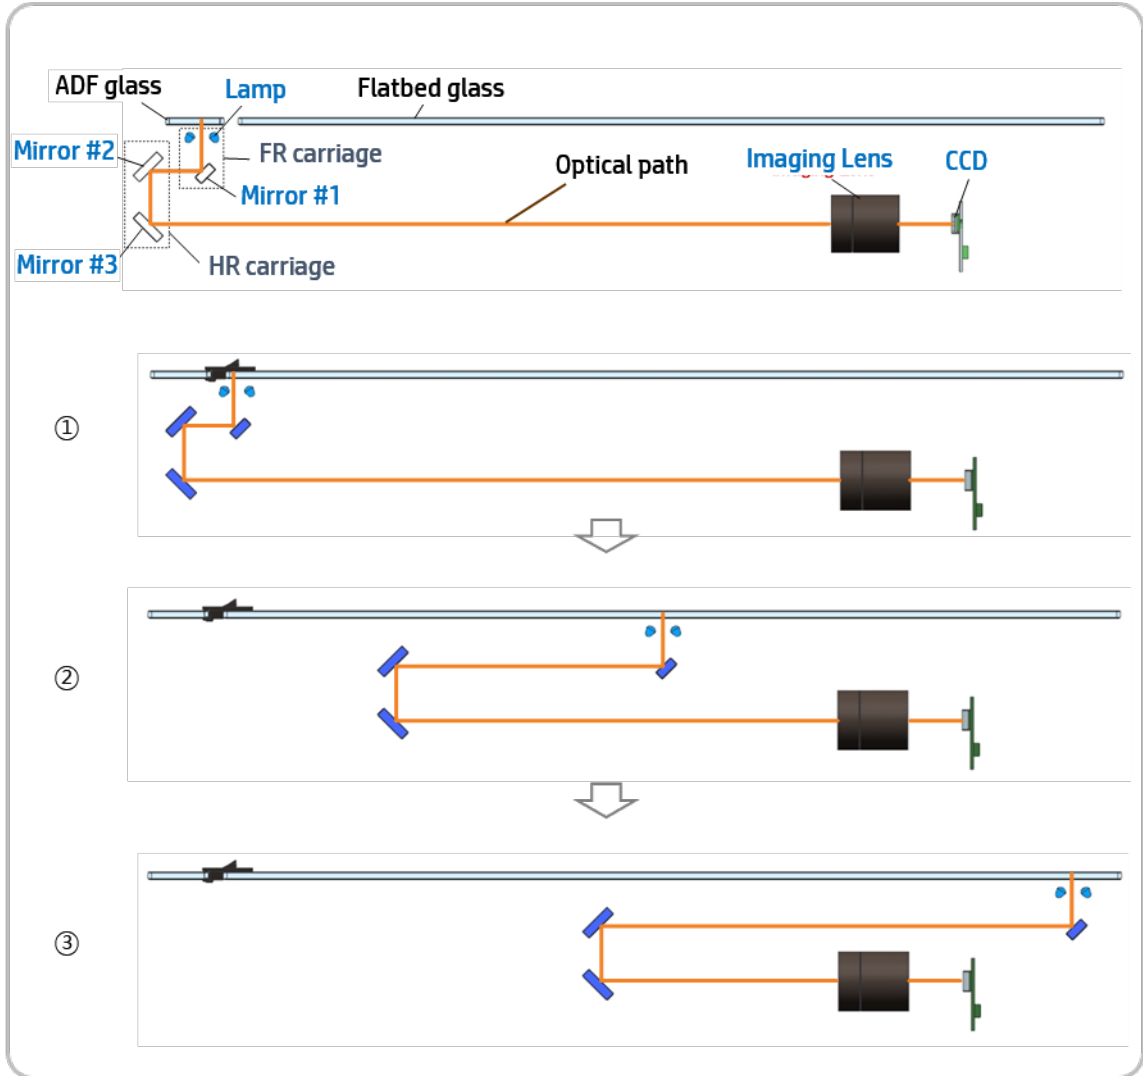 ADF glass
Lamp
Flatbed glass
Mirror #2
FR carriage
Optical path
Imaging Lens
CCD
Mirror #1
Mirror #3
HR carriage
①
②
③